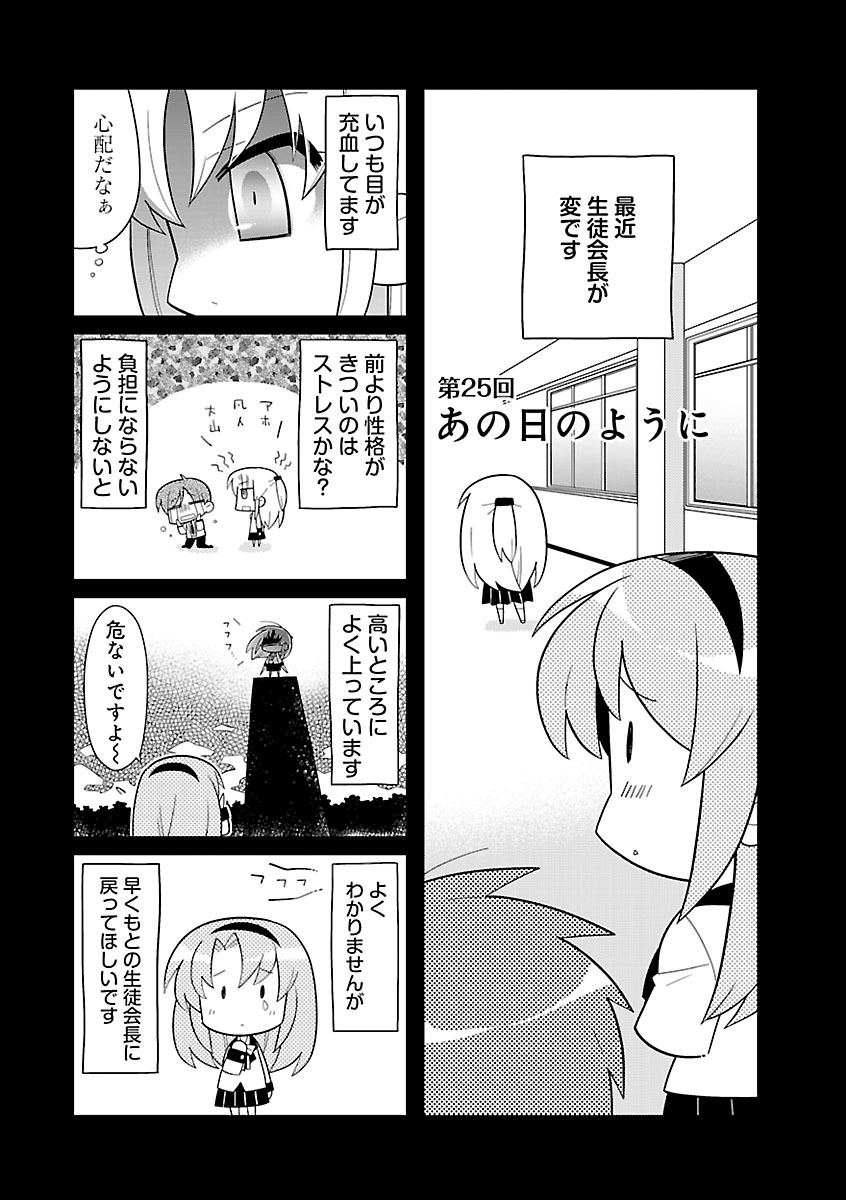 最近
生徒会長が
変です
第25回
あの日のように
いつも目が
充血してます
心配だなぁ
前より性格が
きついのは
ストレスかな?
アホ
凡人
大山
負担にならない
ようにしないと
高いところに
よく上っています
フフフ
危ないですよ〜
よく
わかりませんが
フフフ
早くもとの生徒会長に
戻ってほしいです